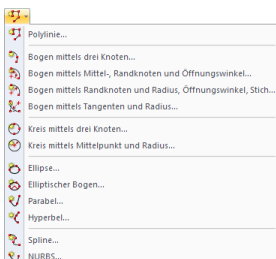 Polylinie...
Bogen mittels drei Knoten...
Bogen mittels Mittel-, Randknoten und Öffnungswinkel...
Bogen mittels Randknoten und Radius, Öffnungswinkel, Stich...
Bogen mittels Tangenten und Radius...
Kreis mittels drei Knoten...
Kreis mittels Mittelpunkt und Radius...
Ellipse...
Elliptischer Bogen...
Parabel...
Hyperbel...
Spline...
NURBS...